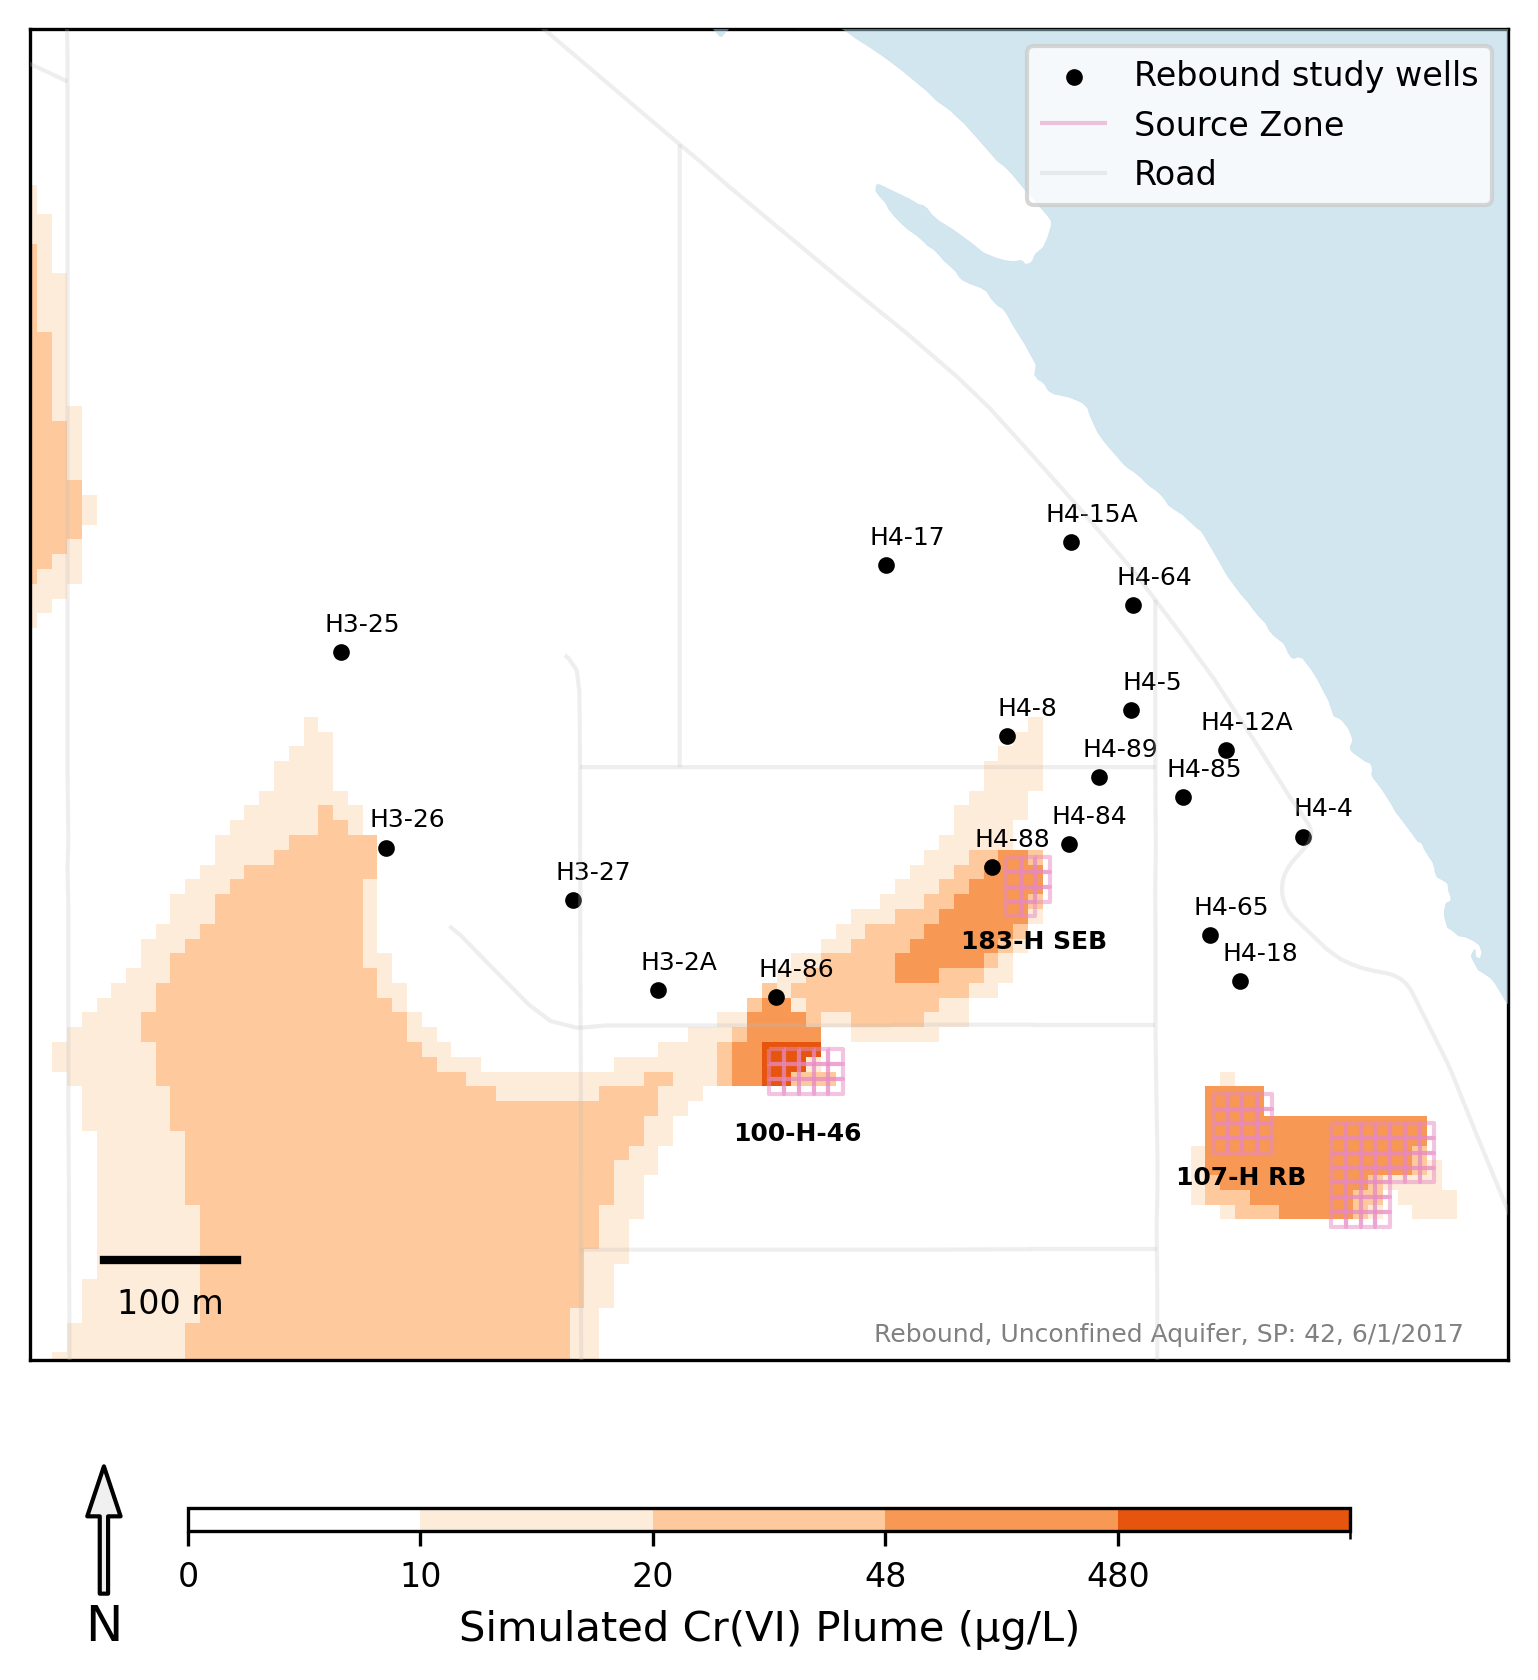 Rebound study wells
Source Zone
Road
H4-15A
H4-17
H4-64
H3-25
H4-5
H4-8
H4-12A
H4-89
H4-85
H4-4
H4-84
H3-26
H4-88
H3-27
H4-65
183-H SEB
H4-18
H3-2A
H4-86
100-H-46
107-H RB
100 m
Rebound, Unconfined Aquifer, SP: 42, 6/1/2017
0 10 20 48 480
N
Simulated Cr(VI) Plume (µg/L)